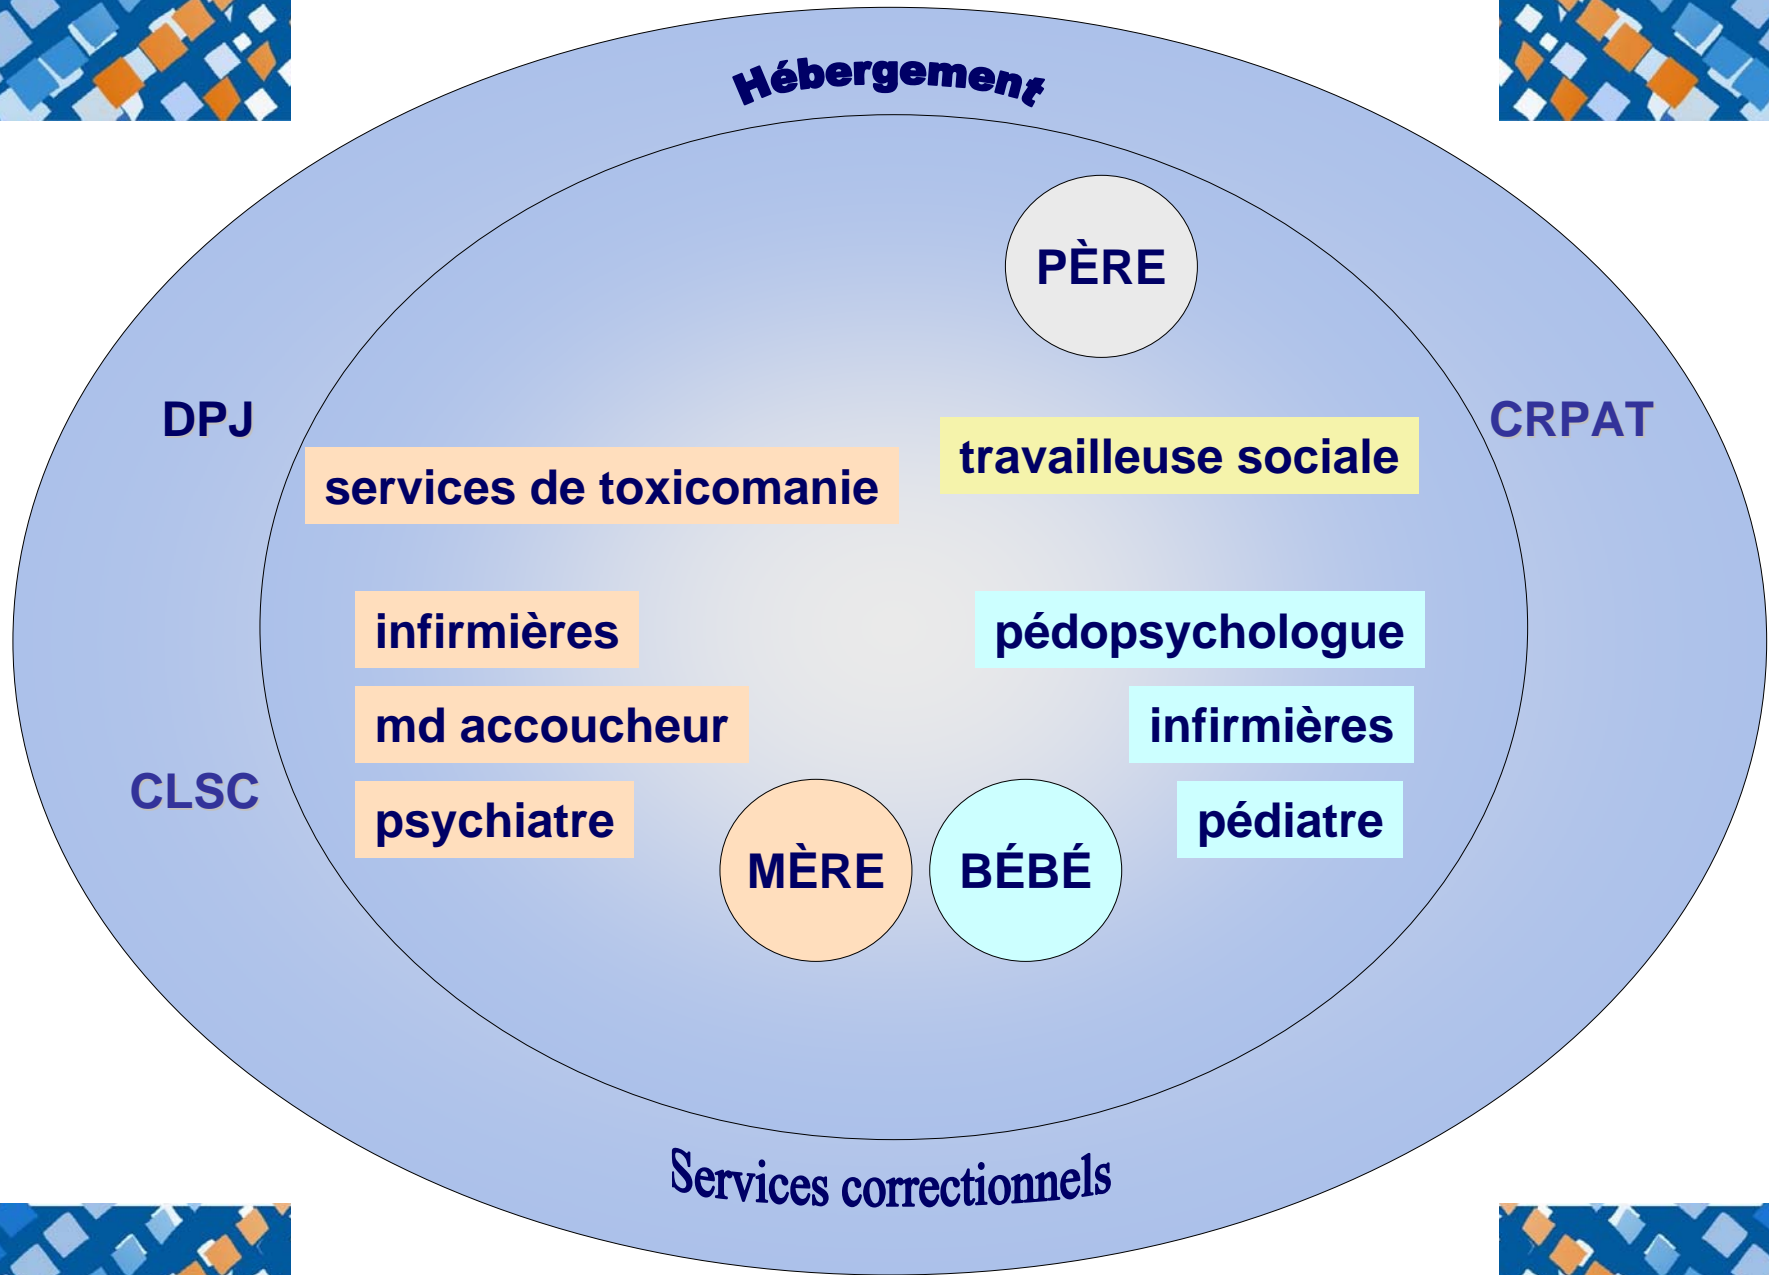 Hébergement
PÈRE
DPJ
CRPAT
travailleuse sociale
services de toxicomanie
infirmières
pédopsychologue
md accoucheur
infirmières
CLSC
psychiatre
pédiatre
MÈRE
BÉBÉ
Services correctionnels